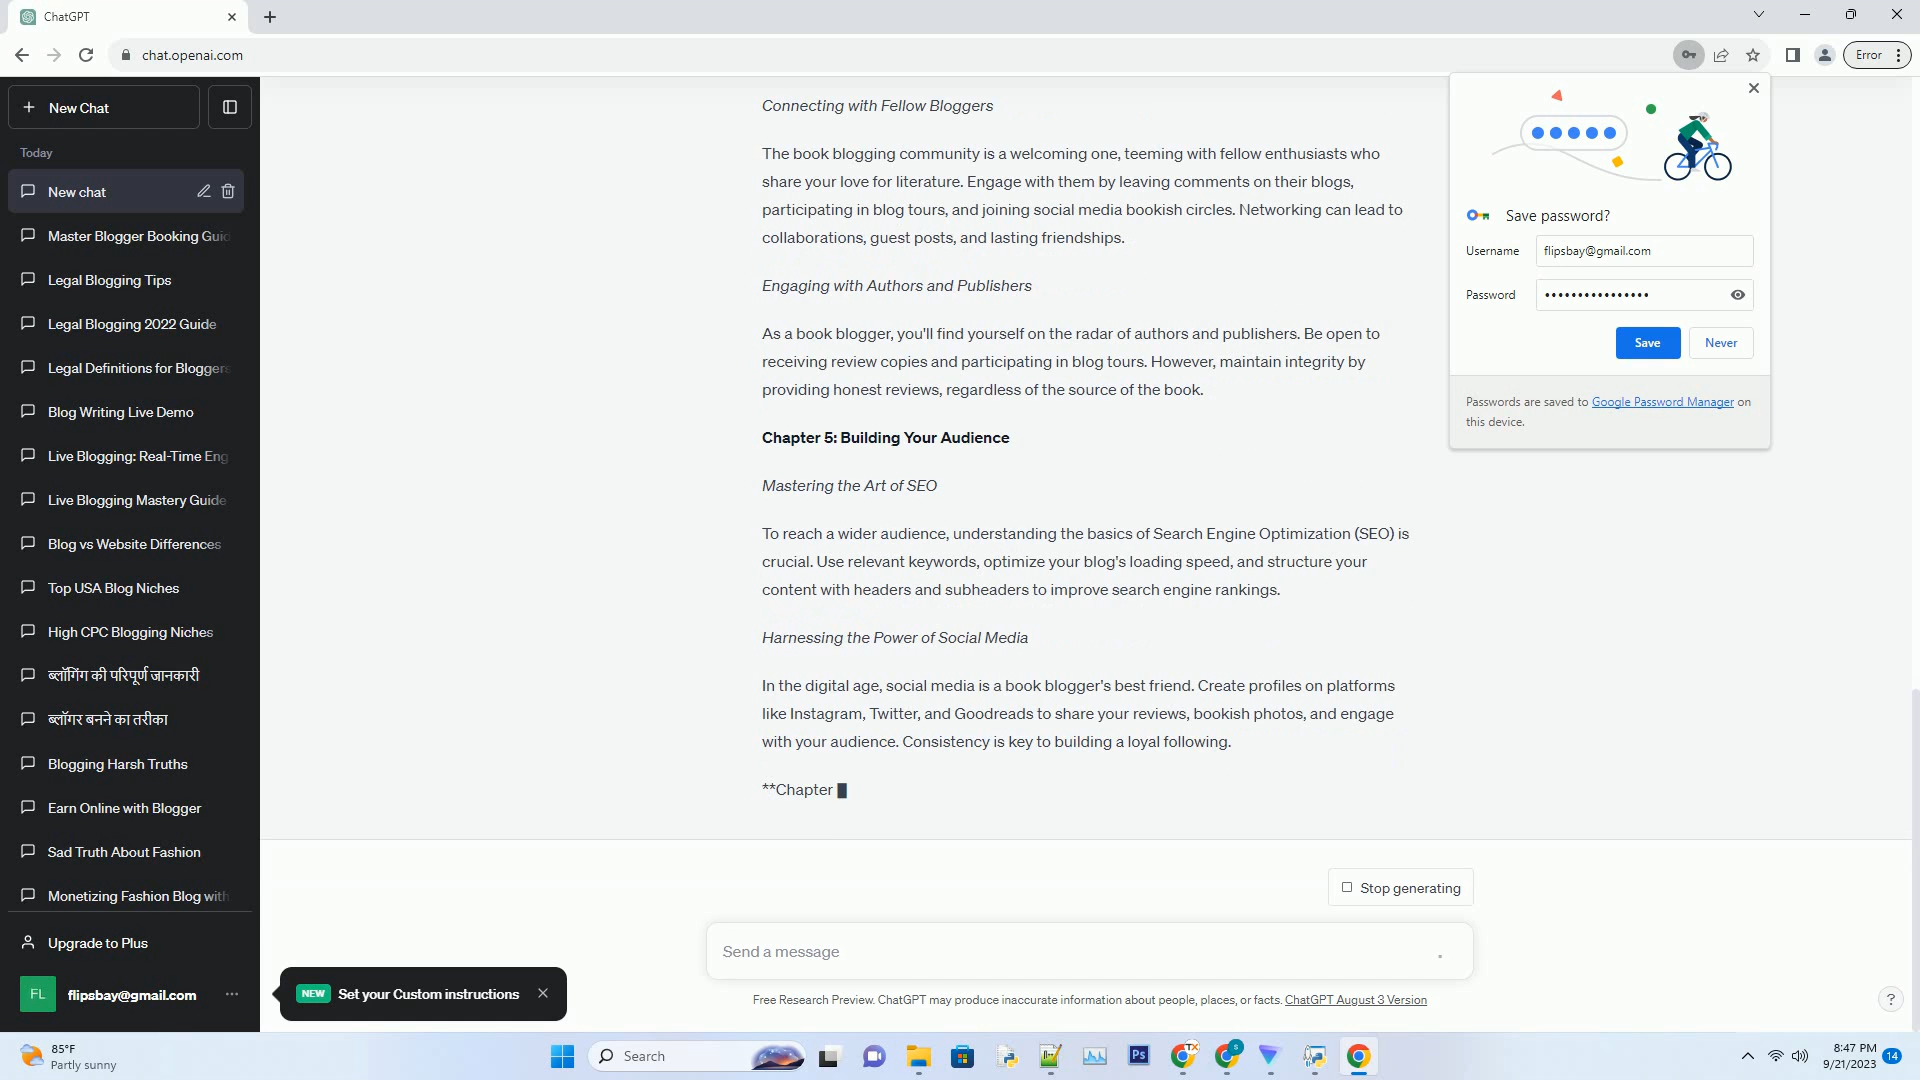 ChatGPT
chat.openai.com
Error
New Chat
Today
New chat
Master Blogger Booking Guid
Legal Blogging Tips
Legal Blogging 2022 Guide
Legal Definitions for Bloggers
Blog Writing Live Demo
Live Blogging: Real-Time Eng
Live Blogging Mastery Guide
Blog vs Website Differences
Top USA Blog Niches
High CPC Blogging Niches
ब्लॉगिंग की परिपूर्ण जानकारी
ब्लॉगर बनने का तरीका
Blogging Harsh Truths
Earn Online with Blogger
Sad Truth About Fashion
Monetizing Fashion Blog with
Upgrade to Plus
FL
flipsbay@gmail.com
Connecting with Fellow Bloggers
The book blogging community is a welcoming one, teeming with fellow enthusiasts who
share your love for literature. Engage with them by leaving comments on their blogs,
participating in blog tours, and joining social media bookish circles. Networking can lead to
collaborations, guest posts, and lasting friendships.
Engaging with Authors and Publishers
As a book blogger, you'll find yourself on the radar of authors and publishers. Be open to
receiving review copies and participating in blog tours. However, maintain integrity by
providing honest reviews, regardless of the source of the book.
Chapter 5: Building Your Audience
Mastering the Art of SEO
To reach a wider audience, understanding the basics of Search Engine Optimization (SEO) is
crucial. Use relevant keywords, optimize your blog's loading speed, and structure your
content with headers and subheaders to improve search engine rankings.
Harnessing the Power of Social Media
In the digital age, social media is a book blogger's best friend. Create profiles on platforms
like Instagram, Twitter, and Goodreads to share your reviews, bookish photos, and engage
with your audience. Consistency is key to building a loyal following.
**Chapter
Stop generating
Send a message
Free Research Preview. ChatGPT may produce inaccurate information about people, places, or facts. ChatGPT August 3 Version
NEW Set your Custom instructions
?
Save password?
Username flipsbay@gmail.com
Password ••••••••••••••••
Save Never
Passwords are saved to Google Password Manager on
this device.
85°F
Partly sunny
Search
Ps
TX
S
8:47 PM
9/21/2023
14